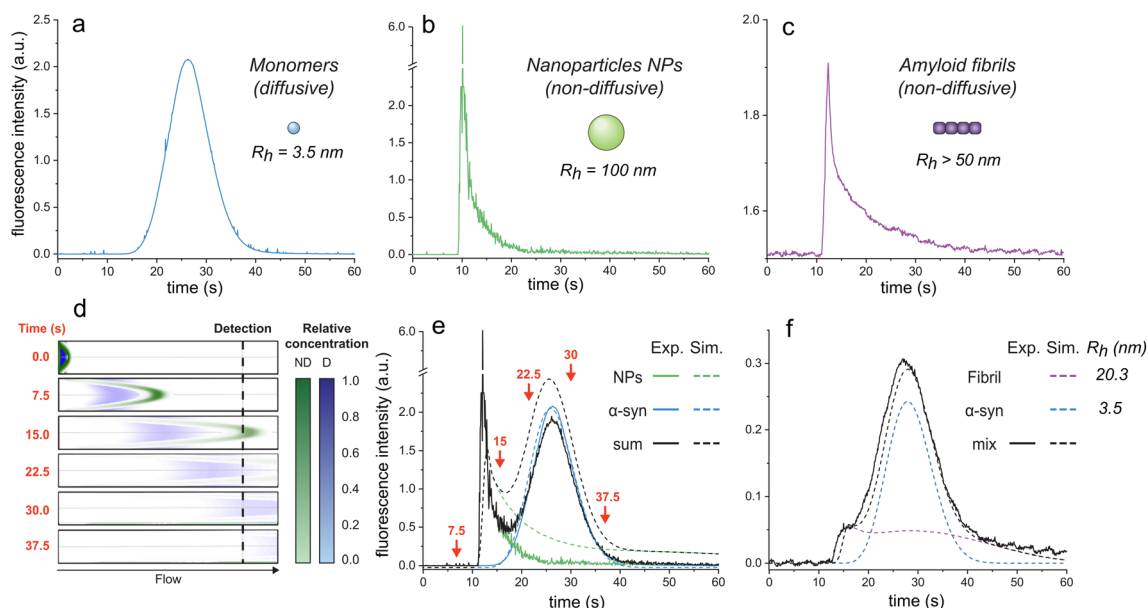 a
fluorescence intensity (a.u.)
2.5
2.0
1.5
1.0
0.5
0.0
Monomers
(diffusive)
Rh = 3.5 nm
0 10 20 30 40 50 60
time (s)
b
6.0
2.0
1.5
1.0
0.5
0.0
Nanoparticles NPs
(non-diffusive)
Rh = 100 nm
0 10 20 30 40 50 60
time (s)
c
2.0
1.8
1.6
Amyloid fibrils
(non-diffusive)
Rh > 50 nm
0 10 20 30 40 50 60
time (s)
d
Time (s)
Detection
Relative
concentration
ND D
0.0
7.5
15.0
22.5
30.0
37.5
1.0
0.8
0.6
0.4
0.2
0.0
Flow
e
fluorescence intensity (a.u.)
6.0
2.0
1.5
1.0
0.5
0.0
Exp. Sim.
NPs
α-syn
sum
7.5
15
22.5
30
37.5
0 10 20 30 40 50 60
time (s)
f
0.3
0.2
0.1
0.0
Exp. Sim. Rh (nm)
Fibril 20.3
α-syn 3.5
mix
0 10 20 30 40 50 60
time (s)